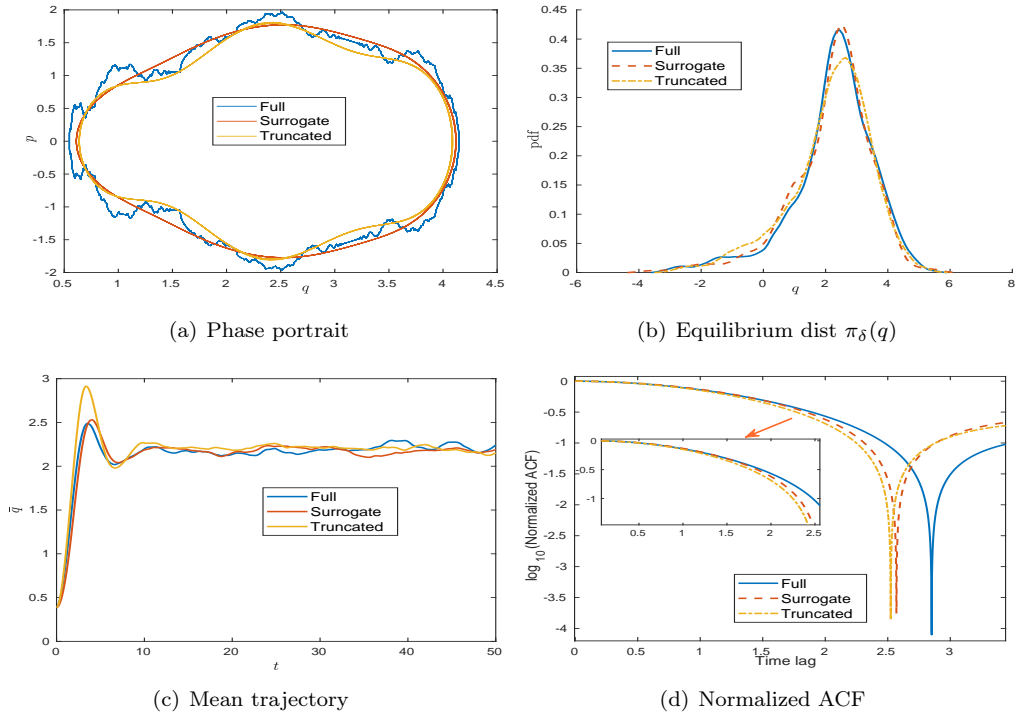 2
1.5
1
0.5
0
-0.5
-1
-1.5
-2
p
Full
Surrogate
Truncated
0.5 1 1.5 2 2.5 3 3.5 4 4.5
q
(a) Phase portrait
0.45
0.4
0.35
0.3
0.25
0.2
0.15
0.1
0.05
0
pdf
Full
Surrogate
Truncated
-6 -4 -2 0 2 4 6 8
q
(b) Equilibrium dist π_δ(q)
3
2.5
2
1.5
1
0.5
0
q̅
Full
Surrogate
Truncated
0 10 20 30 40 50
t
(c) Mean trajectory
0
-0.5
-1
-1.5
-2
-2.5
-3
-3.5
-4
log₁₀(Normalized ACF)
0
-0.5
-1
0.5 1 1.5 2 2.5
Full
Surrogate
Truncated
0 0.5 1 1.5 2 2.5 3
Time lag
(d) Normalized ACF